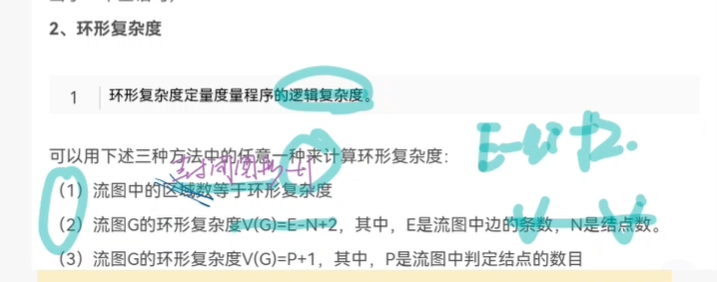 2、环形复杂度
1 环形复杂度定量度量程序的逻辑复杂度。
可以用下述三种方法中的任意一种来计算环形复杂度：
封闭图形+1
（1）流图中的区域数等于环形复杂度
（2）流图G的环形复杂度V(G)=E-N+2，其中，E是流图中边的条数，N是结点数。
（3）流图G的环形复杂度V(G)=P+1，其中，P是流图中判定结点的数目